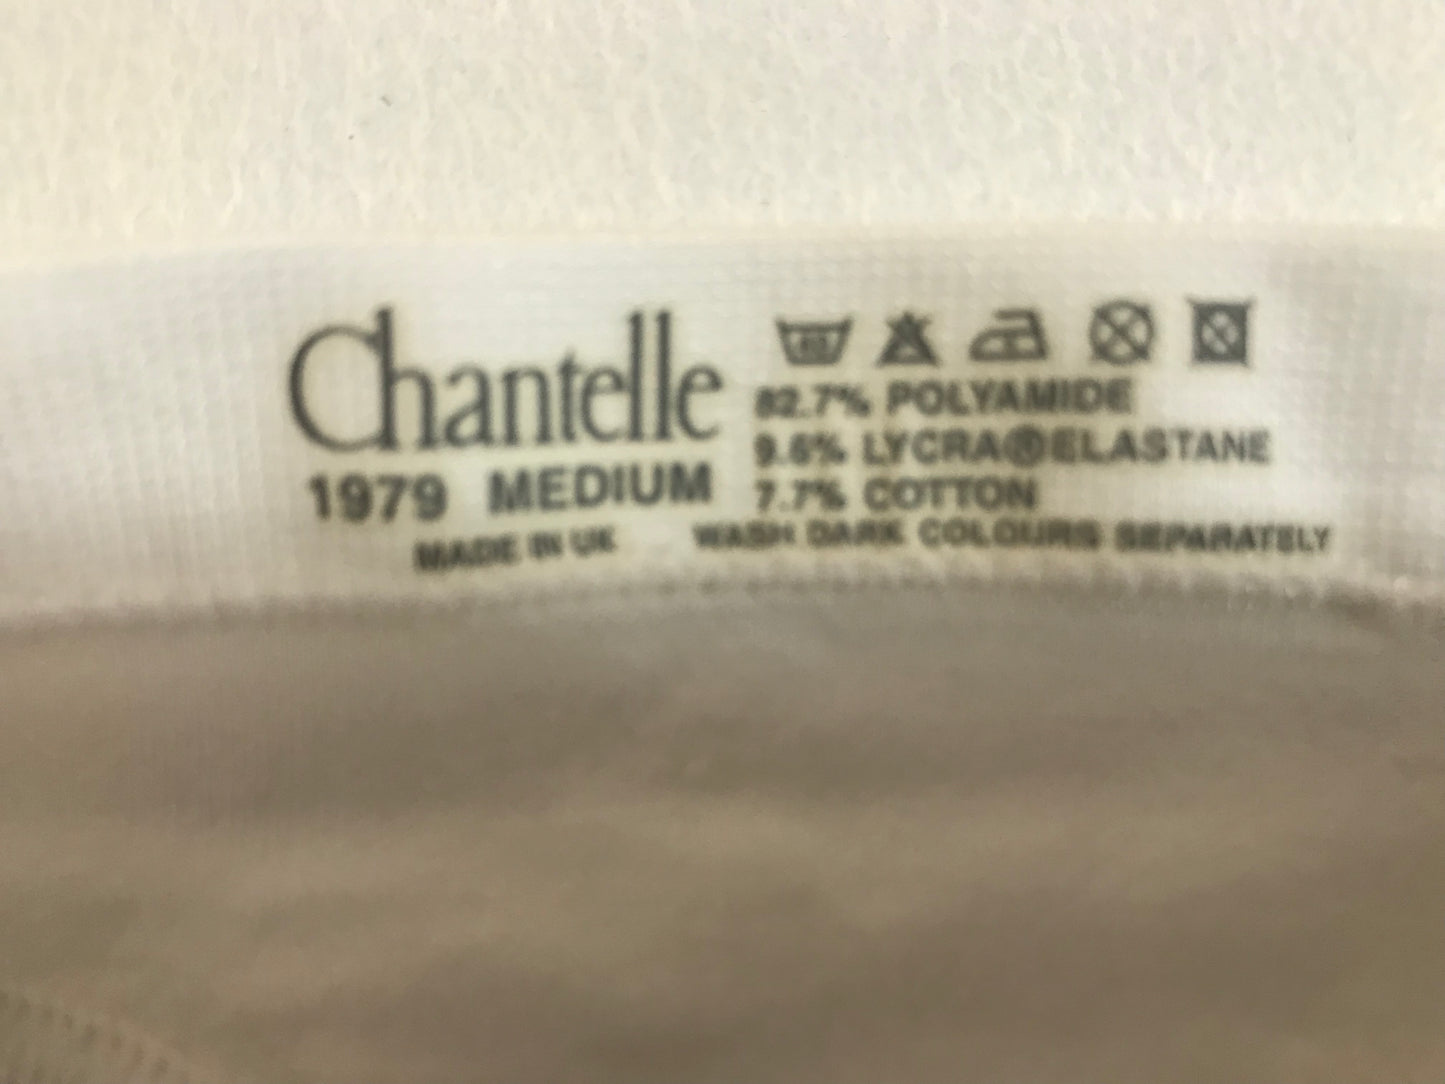 Chantelle
1979 MEDIUM
MADE IN UK
82.7% POLYAMIDE
9.6% LYCRA®ELASTANE
7.7% COTTON
WASH DARK COLOURS SEPARATELY